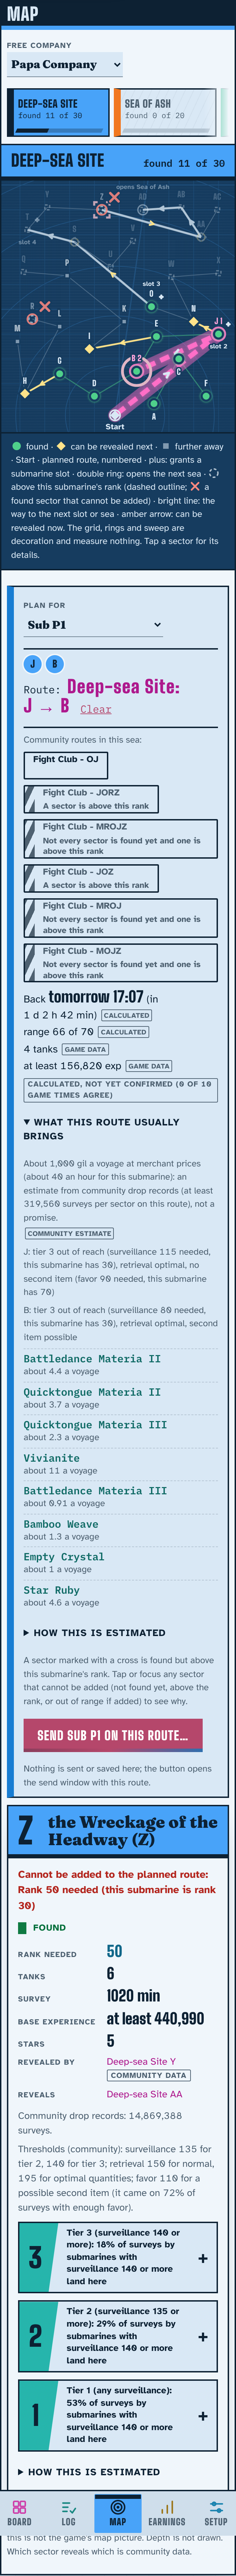 MAP
FREE COMPANY
Papa Company
DEEP-SEA SITE
found 11 of 30
SEA OF ASH
found 0 of 20
DEEP-SEA SITE
found 11 of 30
opens Sea of Ash
Y
Z
AD
AB
AC
T
S
V
AA
slot 4
Q
P
U
W
X
slot 3
O
R
L
K
N
J 1
M
E
slot 2
I
B 2
C
G
H
D
F
A
Start
found · can be revealed next · further away
· Start · planned route, numbered · plus: grants a
submarine slot · double ring: opens the next sea ·
above this submarine's rank (dashed outline; a
found sector that cannot be added) · bright line: the
way to the next slot or sea · amber arrow: can be
revealed now. The grid, rings and sweep are
decoration and measure nothing. Tap a sector for its
details.
PLAN FOR
Sub P1
J
B
Route: Deep-sea Site:
J → B Clear
Community routes in this sea:
Fight Club - OJ
Fight Club - JORZ
A sector is above this rank
Fight Club - MROJZ
Not every sector is found yet and one is
above this rank
Fight Club - JOZ
A sector is above this rank
Fight Club - MROJ
Not every sector is found yet and one is
above this rank
Fight Club - MOJZ
Not every sector is found yet and one is
above this rank
Back tomorrow 17:07 (in
1 d 2 h 42 min) CALCULATED
range 66 of 70 CALCULATED
4 tanks GAME DATA
at least 156,820 exp GAME DATA
CALCULATED, NOT YET CONFIRMED (0 OF 10
GAME TIMES AGREE)
▼ WHAT THIS ROUTE USUALLY
BRINGS
About 1,000 gil a voyage at merchant prices
(about 40 an hour for this submarine): an
estimate from community drop records (at least
319,560 surveys per sector on this route), not a
promise.
COMMUNITY ESTIMATE
J: tier 3 out of reach (surveillance 115 needed,
this submarine has 30), retrieval optimal, no
second item (favor 90 needed, this submarine
has 70)
B: tier 3 out of reach (surveillance 80 needed,
this submarine has 30), retrieval optimal, second
item possible
Battledance Materia II
about 4.4 a voyage
Quicktongue Materia II
about 3.7 a voyage
Quicktongue Materia III
about 2.3 a voyage
Vivianite
about 11 a voyage
Battledance Materia III
about 0.91 a voyage
Bamboo Weave
about 1.3 a voyage
Empty Crystal
about 1 a voyage
Star Ruby
about 4.6 a voyage
▶ HOW THIS IS ESTIMATED
A sector marked with a cross is found but above
this submarine's rank. Tap or focus any sector
that cannot be added (not found yet, above the
rank, or out of range if added) to see why.
SEND SUB P1 ON THIS ROUTE...
Nothing is sent or saved here; the button opens
the send window with this route.
Z
the Wreckage of the
Headway (Z)
Cannot be added to the planned route:
Rank 50 needed (this submarine is rank
30)
FOUND
RANK NEEDED 50
TANKS 6
SURVEY 1020 min
BASE EXPERIENCE at least 440,990
STARS 5
REVEALED BY Deep-sea Site Y
COMMUNITY DATA
REVEALS Deep-sea Site AA
Community drop records: 14,869,388
surveys.
Thresholds (community): surveillance 135 for
tier 2, 140 for tier 3; retrieval 150 for normal,
195 for optimal quantities; favor 110 for a
possible second item (it came on 72% of
surveys with enough favor).
3
Tier 3 (surveillance 140 or
more): 18% of surveys by
submarines with
surveillance 140 or more
land here
+
2
Tier 2 (surveillance 135 or
more): 29% of surveys by
submarines with
surveillance 140 or more
land here
+
1
Tier 1 (any surveillance):
53% of surveys by
submarines with
surveillance 140 or more
land here
+
▶ HOW THIS IS ESTIMATED
BOARD
LOG
MAP
EARNINGS
SETUP
this is not the game's map picture. Depth is not drawn.
Which sector reveals which is community data.